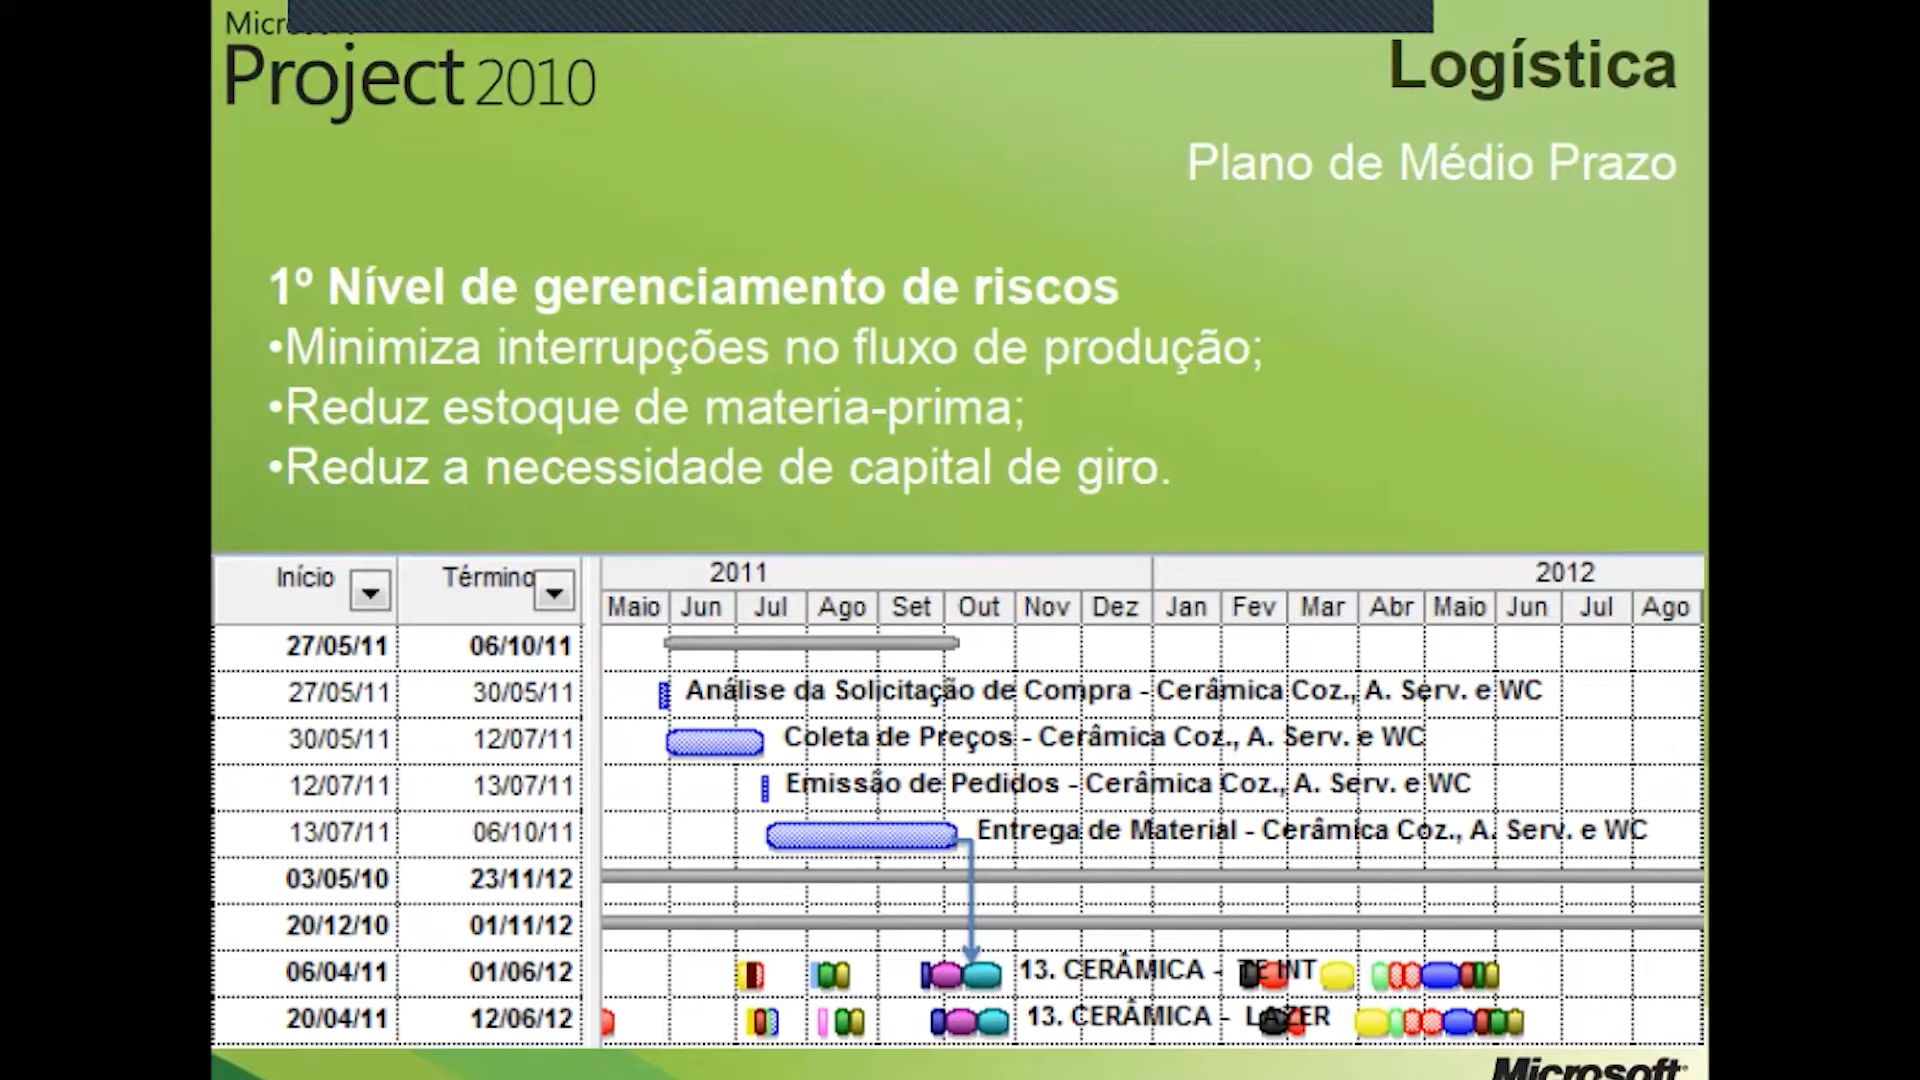 Project 2010
Logística
Plano de Médio Prazo
1º Nível de gerenciamento de riscos
•Minimiza interrupções no fluxo de produção;
•Reduz estoque de materia-prima;
•Reduz a necessidade de capital de giro.
Início Término 2011 2012
Maio Jun Jul Ago Set Out Nov Dez Jan Fev Mar Abr Maio Jun Jul Ago
27/05/11 06/10/11
27/05/11 30/05/11 Análise da Solicitação de Compra - Cerâmica Coz., A. Serv. e WC
30/05/11 12/07/11 Coleta de Preços - Cerâmica Coz., A. Serv. e WC
12/07/11 13/07/11 Emissão de Pedidos - Cerâmica Coz., A. Serv. e WC
13/07/11 06/10/11 Entrega de Material - Cerâmica Coz., A. Serv. e WC
03/05/10 23/11/12
20/12/10 01/11/12
06/04/11 01/06/12 13. CERÂMICA - INT
20/04/11 12/06/12 13. CERÂMICA - LAZER
Microsoft